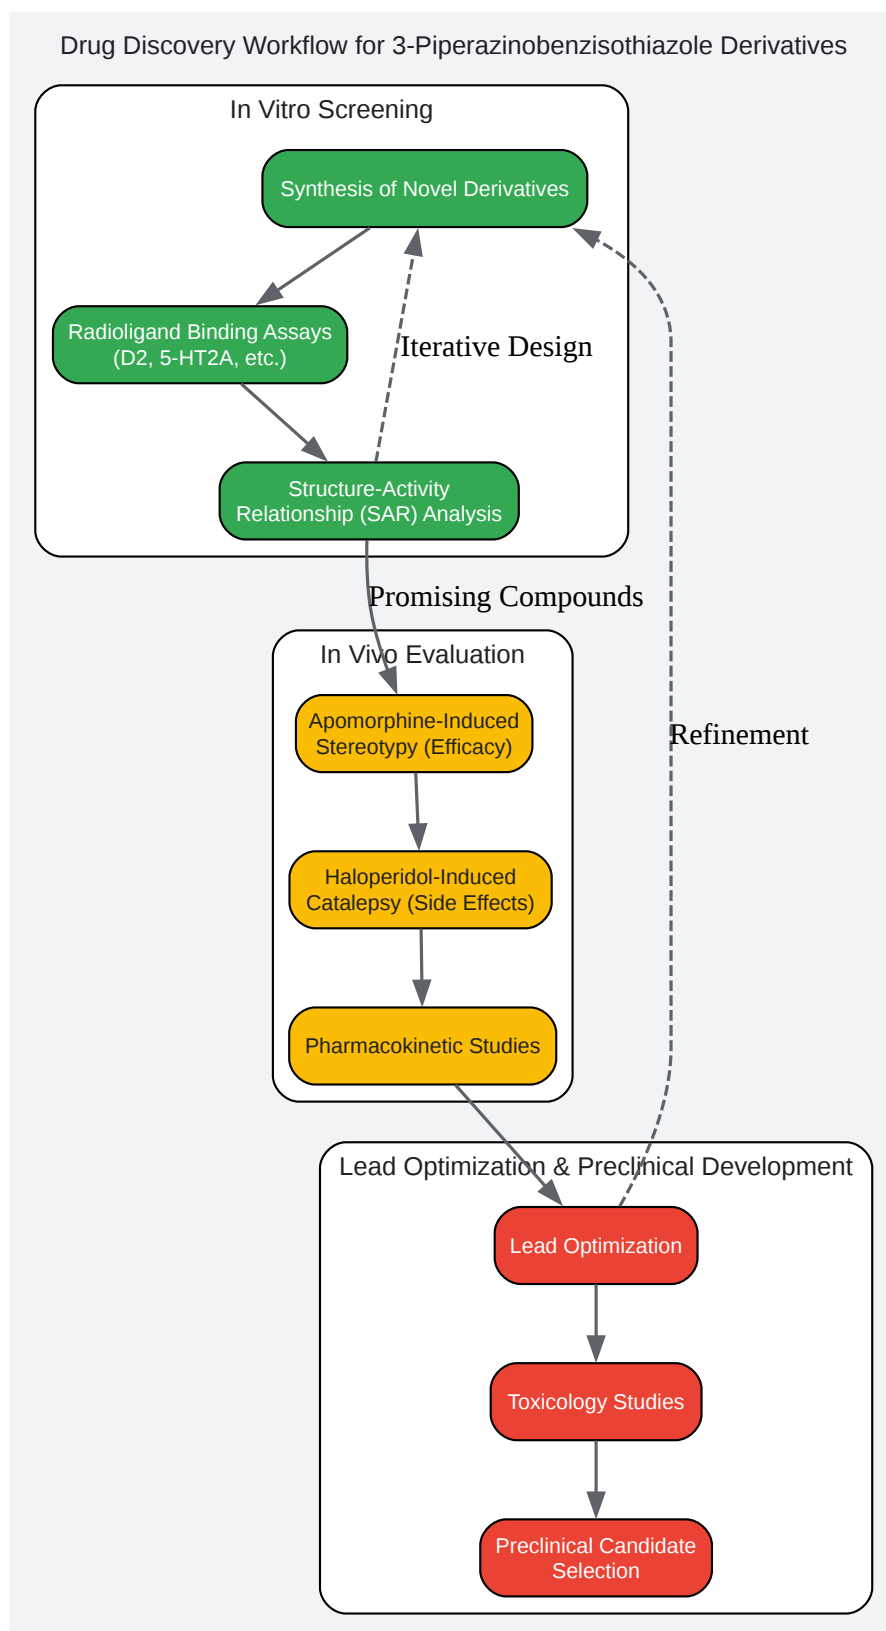 Drug Discovery Workflow for 3-Piperazinobenzisothiazole Derivatives
In Vitro Screening
Synthesis of Novel Derivatives
Radioligand Binding Assays
(D2, 5-HT2A, etc.)
Iterative Design
Structure-Activity
Relationship (SAR) Analysis
Promising Compounds
In Vivo Evaluation
Apomorphine-Induced
Stereotypy (Efficacy)
Refinement
Haloperidol-Induced
Catalepsy (Side Effects)
Pharmacokinetic Studies
Lead Optimization & Preclinical Development
Lead Optimization
Toxicology Studies
Preclinical Candidate
Selection